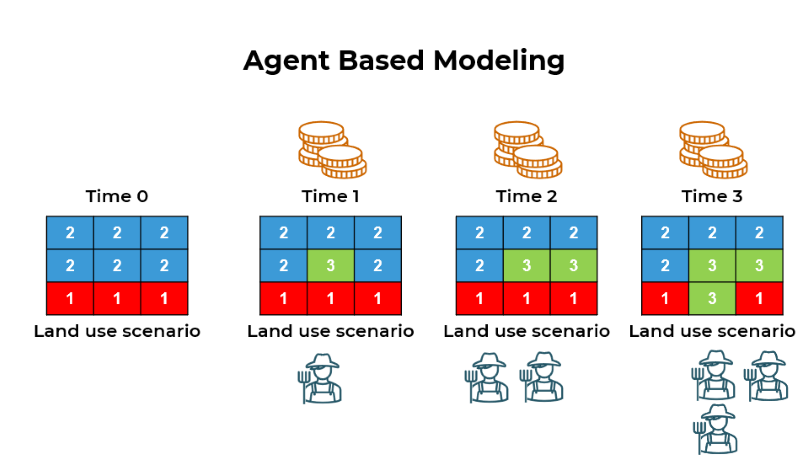 Agent Based Modeling
Time 0 Time 1 Time 2 Time 3
2 2 2 2 2 2 2 2 2 2 2 2
2 2 2 2 3 2 2 3 3 2 3 3
1 1 1 1 1 1 1 1 1 1 3 1
Land use scenario Land use scenario Land use scenario Land use scenario